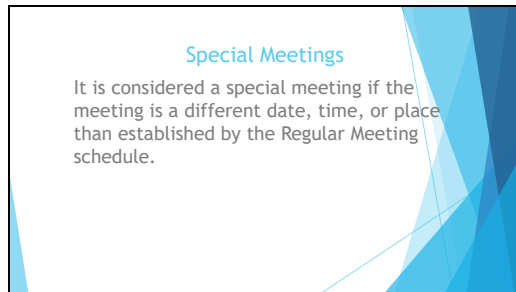 Special Meetings
It is considered a special meeting if the
meeting is a different date, time, or place
than established by the Regular Meeting
schedule.